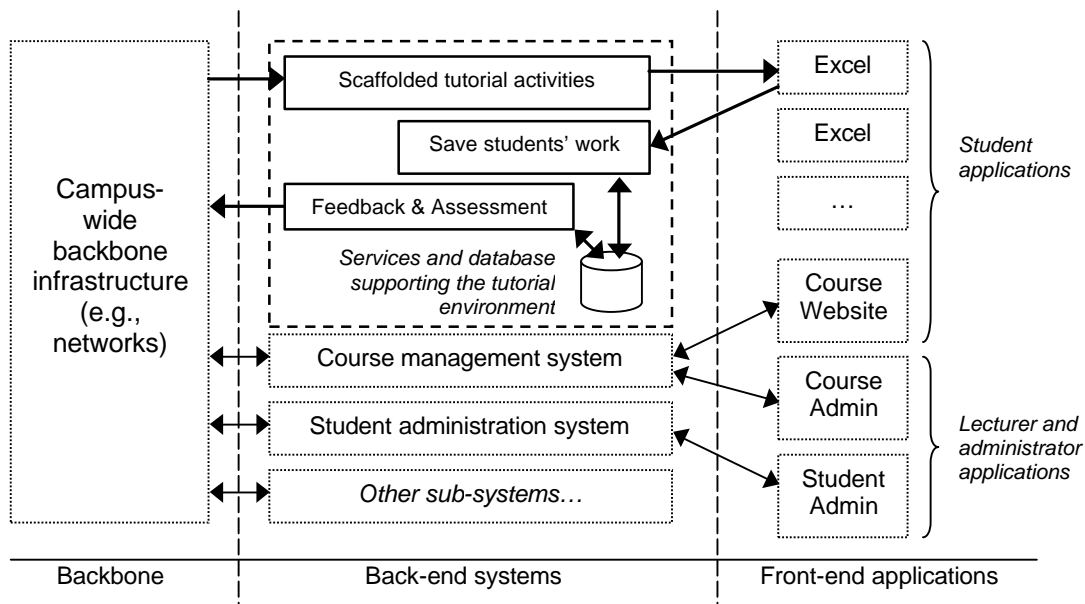 Campus-
wide
backbone
infrastructure
(e.g.,
networks)
Scaffolded tutorial activities
Save students’ work
Feedback & Assessment
Services and database
supporting the tutorial
environment
Course management system
Student administration system
Other sub-systems…
Excel
Excel
…
Course
Website
Course
Admin
Student
Admin
Student
applications
Lecturer and
administrator
applications
Backbone
Back-end systems
Front-end applications